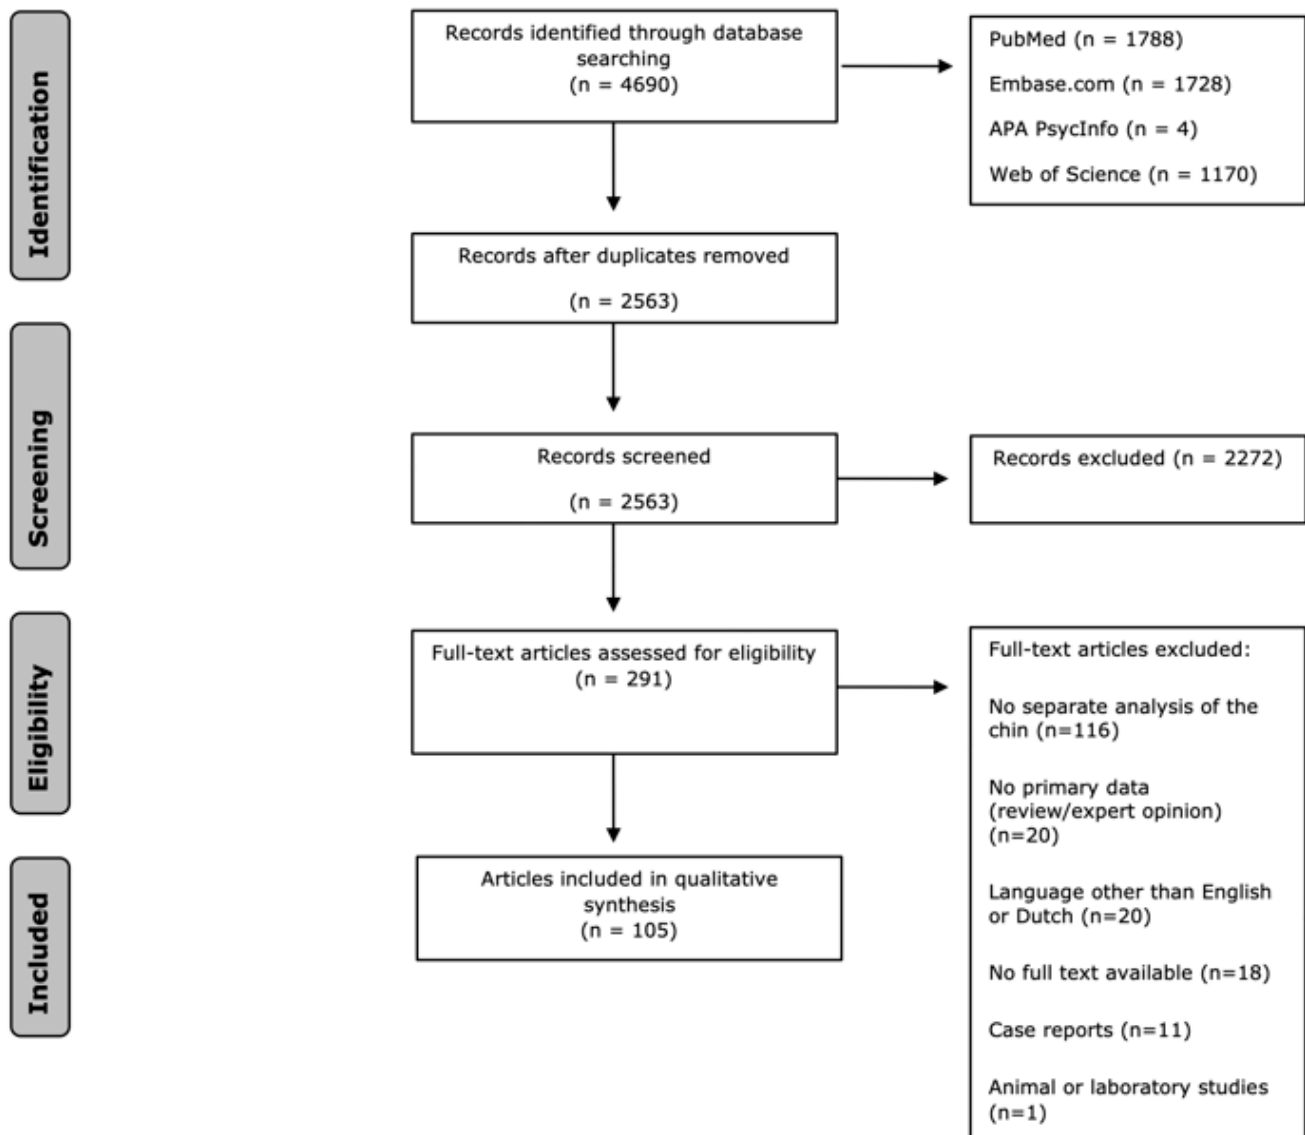 Identification
Records identified through database
searching
(n = 4690)
PubMed (n = 1788)
Embase.com (n = 1728)
APA PsycInfo (n = 4)
Web of Science (n = 1170)
Records after duplicates removed
(n = 2563)
Screening
Records screened
(n = 2563)
Records excluded (n = 2272)
Eligibility
Full-text articles assessed for eligibility
(n = 291)
Full-text articles excluded:
No separate analysis of the
chin (n=116)
No primary data
(review/expert opinion)
(n=20)
Language other than English
or Dutch (n=20)
No full text available (n=18)
Case reports (n=11)
Animal or laboratory studies
(n=1)
Included
Articles included in qualitative
synthesis
(n = 105)